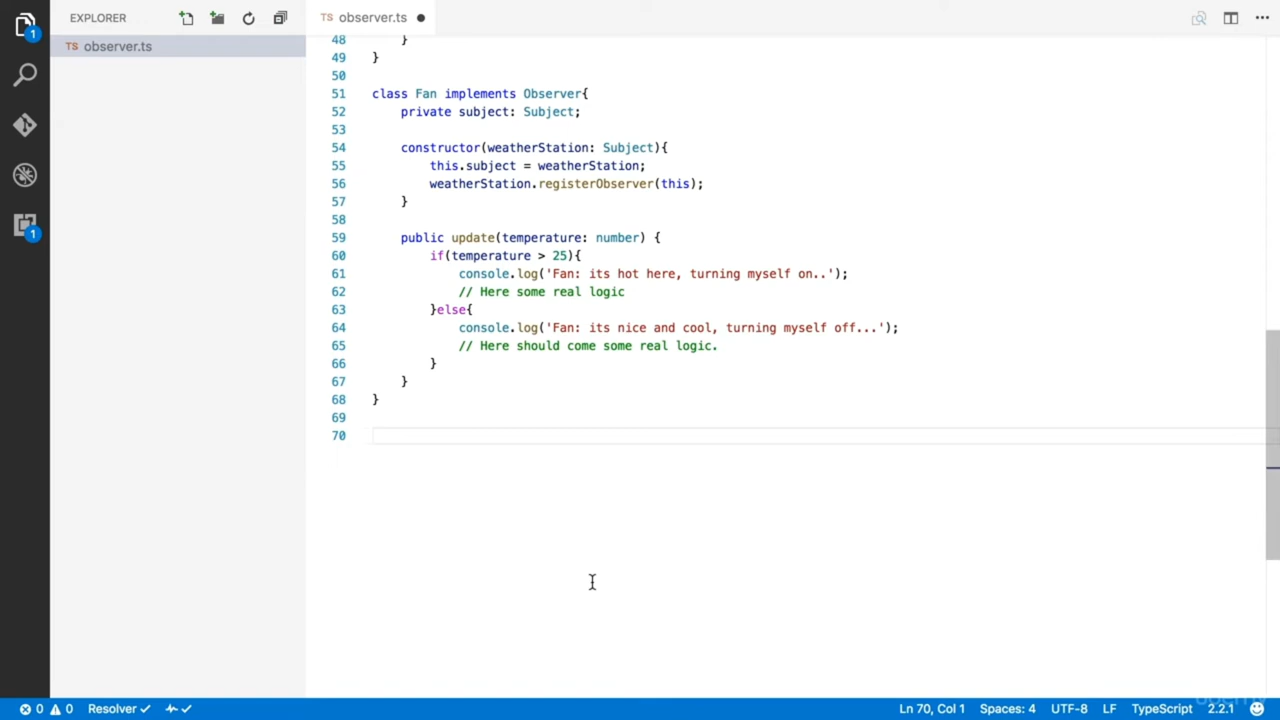 EXPLORER
TS observer.ts
1
TS observer.ts
48 }
49 }
50
51 class Fan implements Observer{
52 private subject: Subject;
53
54 constructor(weatherStation: Subject){
55 this.subject = weatherStation;
56 weatherStation.registerObserver(this);
57 }
58
59 public update(temperature: number) {
60 if(temperature > 25){
61 console.log('Fan: its hot here, turning myself on..');
62 // Here some real logic
63 }else{
64 console.log('Fan: its nice and cool, turning myself off...');
65 // Here should come some real logic.
66 }
67 }
68 }
69
70
1
0 0 Resolver Ln 70, Col 1 Spaces: 4 UTF-8 LF TypeScript 2.2.1